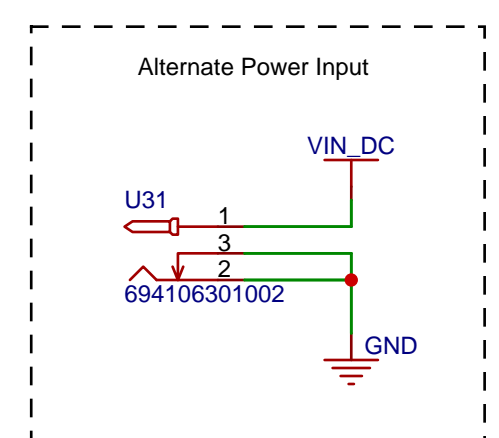 Alternate Power Input
VIN_DC
U31
1
3
2
694106301002
GND